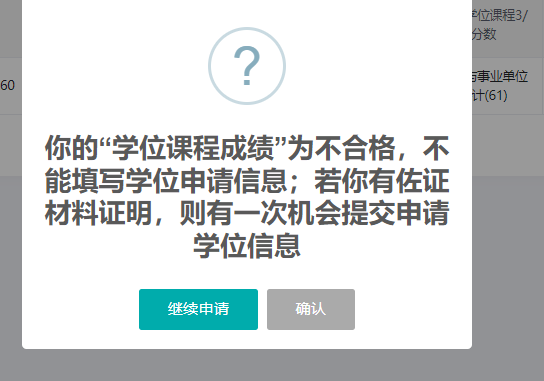 学位课程3/
分数
?
60
与事业单位
计(61)
你的“学位课程成绩”为不合格，不
能填写学位申请信息；若你有佐证
材料证明，则有一次机会提交申请
学位信息
继续申请
确认